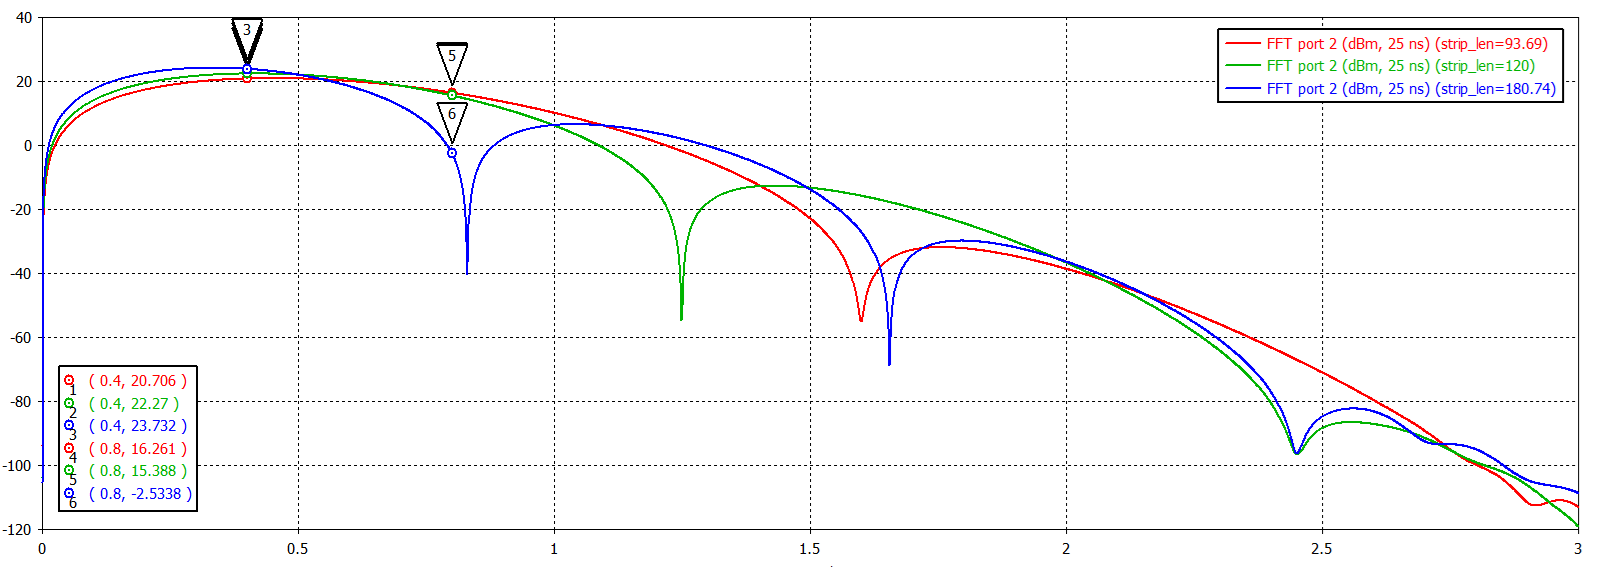 40
20
0
-20
-40
-60
-80
-100
-120
3
5
6
FFT port 2 (dBm, 25 ns) (strip_len=93.69)
FFT port 2 (dBm, 25 ns) (strip_len=120)
FFT port 2 (dBm, 25 ns) (strip_len=180.74)
1 ( 0.4, 20.706 )
2 ( 0.4, 22.27 )
3 ( 0.4, 23.732 )
4 ( 0.8, 16.261 )
5 ( 0.8, 15.388 )
6 ( 0.8, -2.5338 )
0 0.5 1 1.5 2 2.5 3